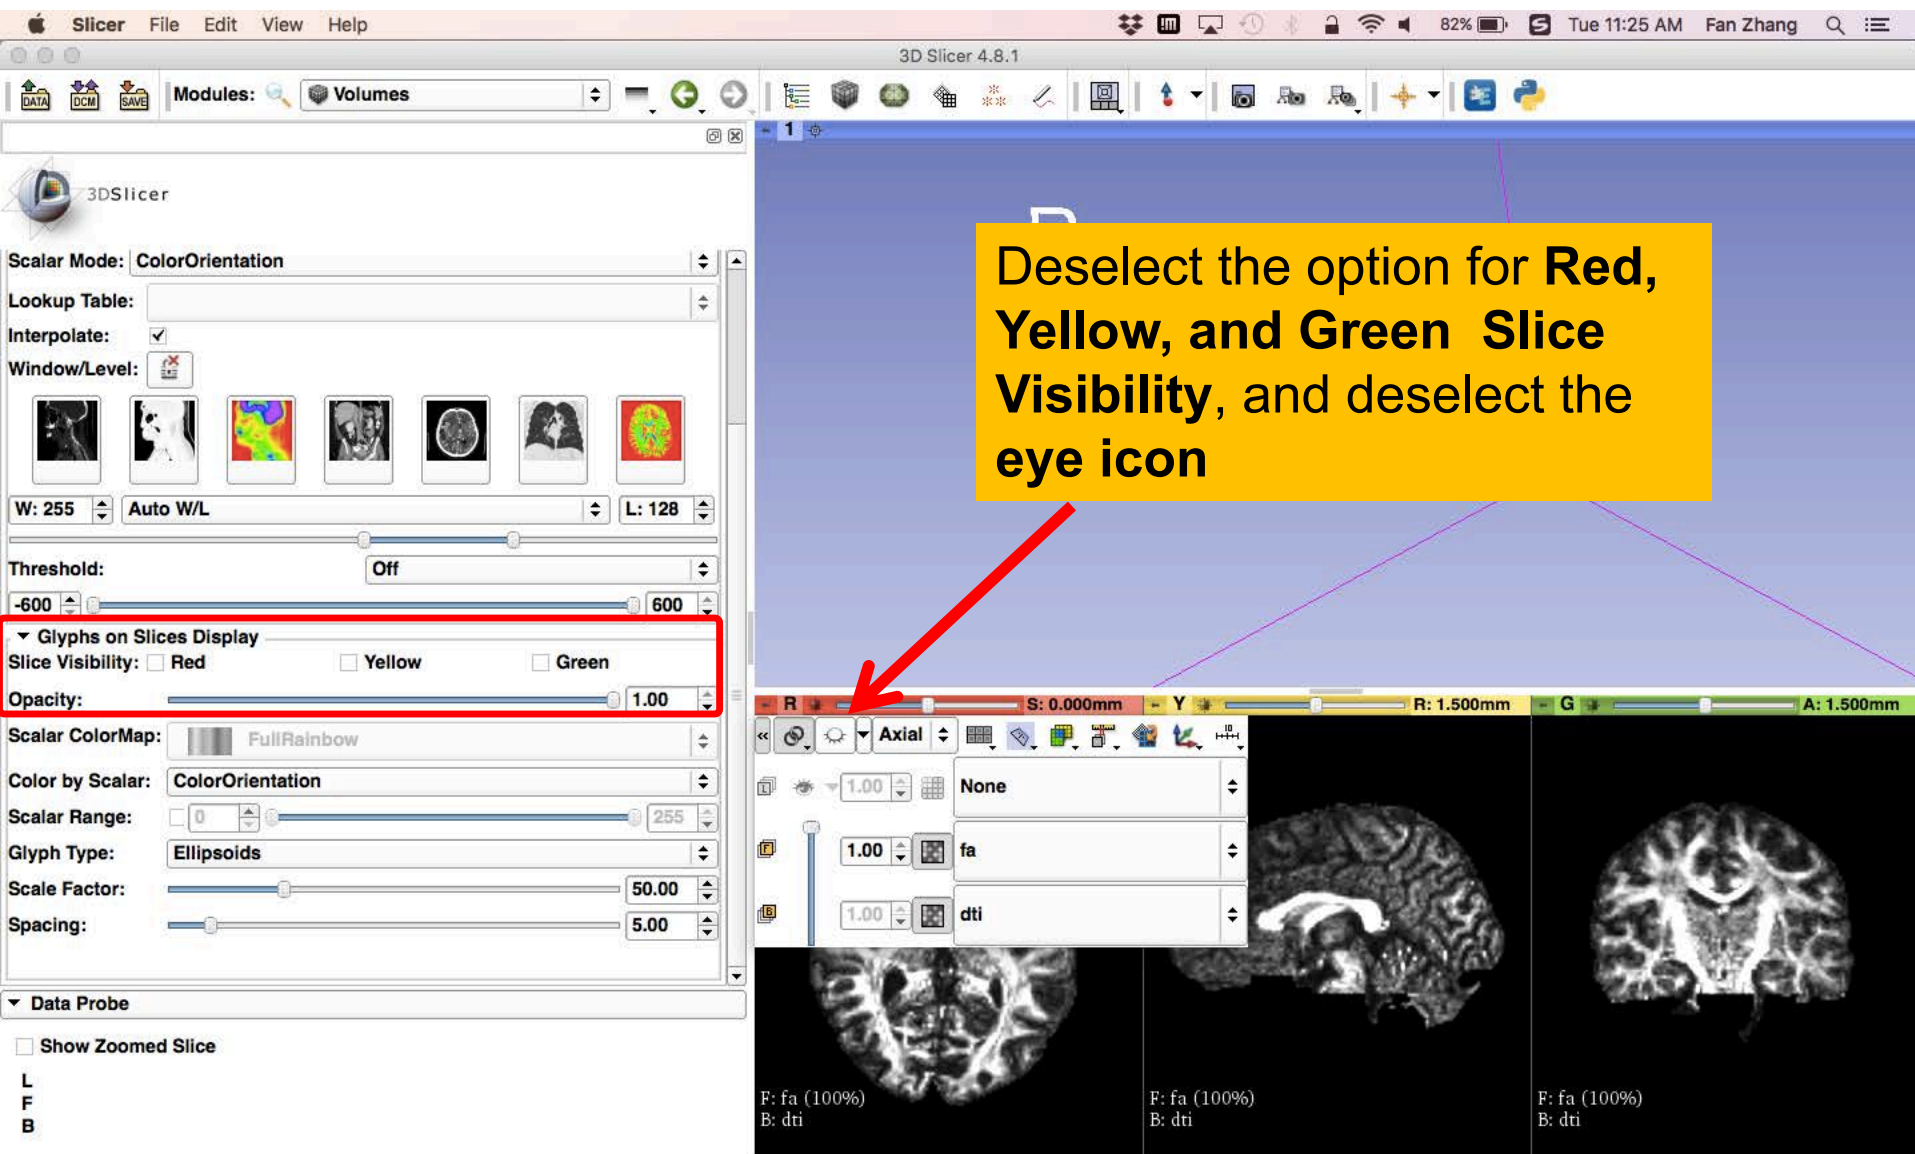 Slicer File Edit View Help 82% Tue 11:25 AM Fan Zhang
3D Slicer 4.8.1
DATA DCM SAVE Modules: Volumes
1
3DSlicer
Scalar Mode: ColorOrientation
Lookup Table:
Interpolate:
Window/Level:
W: 255 Auto W/L L: 128
Threshold: Off
-600 600
Glyphs on Slices Display
Slice Visibility: Red Yellow Green
Opacity: 1.00
Scalar ColorMap: FullRainbow
Color by Scalar: ColorOrientation
Scalar Range: 0 255
Glyph Type: Ellipsoids
Scale Factor: 50.00
Spacing: 5.00
Data Probe
Show Zoomed Slice
L
F
B
Deselect the option for Red,
Yellow, and Green Slice
Visibility, and deselect the
eye icon
R S: 0.000mm Y R: 1.500mm G A: 1.500mm
Axial
L 1.00 None
F 1.00 fa
B 1.00 dti
F: fa (100%)
B: dti
F: fa (100%)
B: dti
F: fa (100%)
B: dti